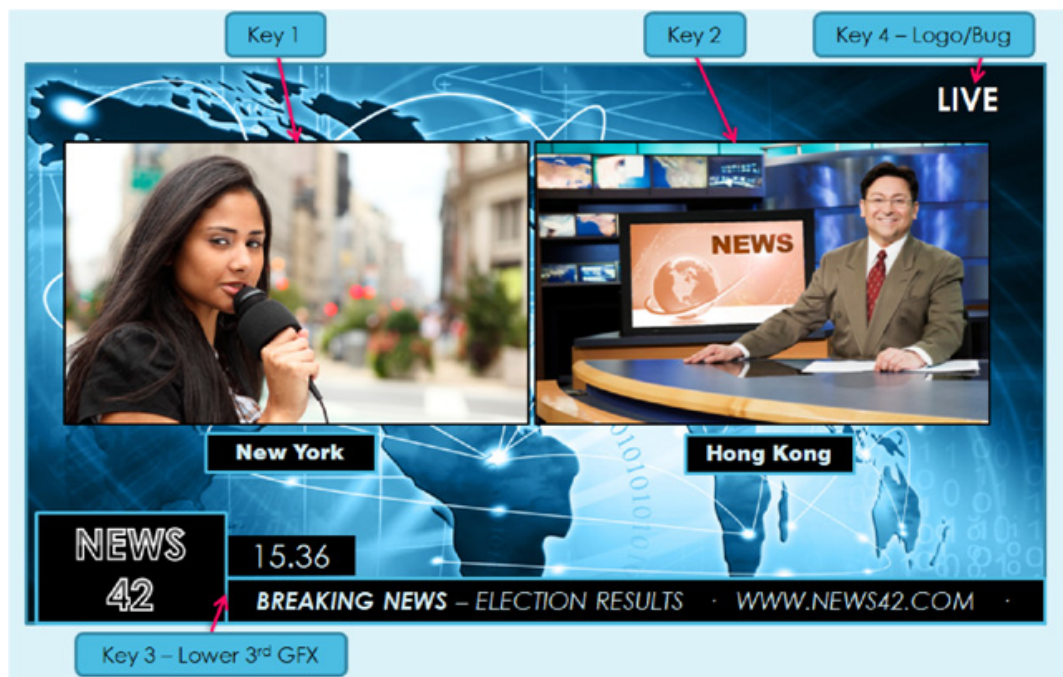 Key 1
Key 2
Key 4 – Logo/Bug
LIVE
NEWS
New York
Hong Kong
NEWS
42
15.36
BREAKING NEWS – ELECTION RESULTS · WWW.NEWS42.COM ·
Key 3 – Lower 3rd GFX